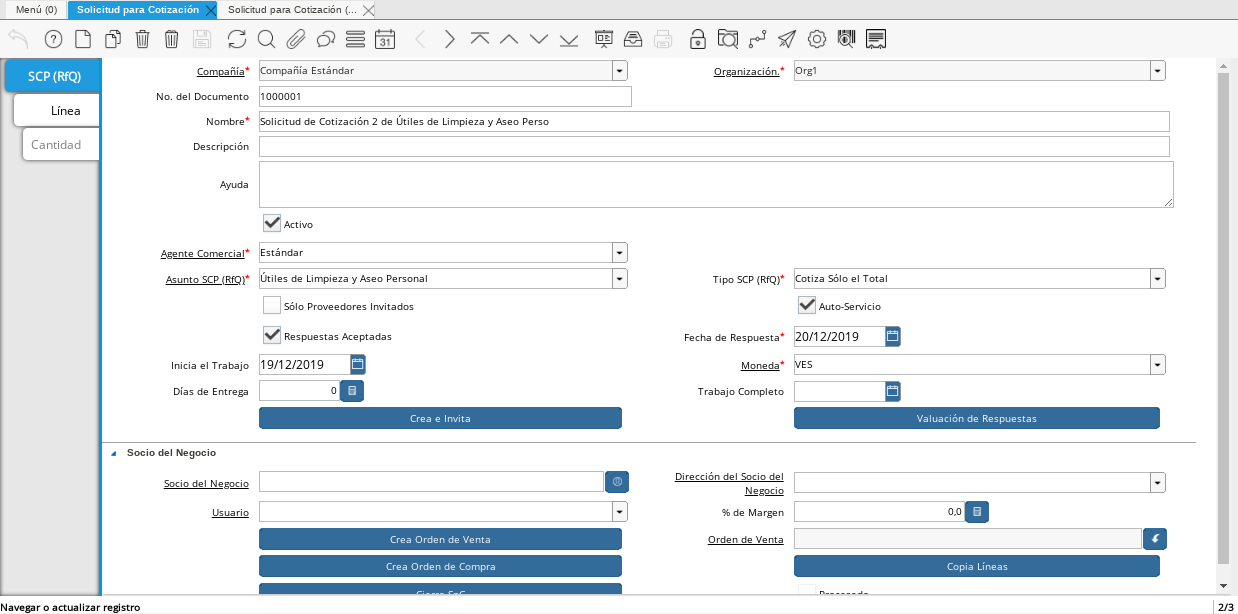 Menú (0)
Solicitud para Cotización
Solicitud para Cotización (...
31
SCP (RfQ)
Línea
Cantidad
Compañía*
Compañía Estándar
Organización.*
Org1
No. del Documento
1000001
Nombre*
Solicitud de Cotización 2 de Útiles de Limpieza y Aseo Perso
Descripción
Ayuda
Activo
Agente Comercial*
Estándar
Asunto SCP (RfQ)*
Útiles de Limpieza y Aseo Personal
Tipo SCP (RfQ)*
Cotiza Sólo el Total
Sólo Proveedores Invitados
Auto-Servicio
Respuestas Aceptadas
Fecha de Respuesta*
20/12/2019
Inicia el Trabajo
19/12/2019
Moneda*
VES
Días de Entrega
0
Trabajo Completo
Crea e Invita
Valuación de Respuestas
Socio del Negocio
Socio del Negocio
Dirección del Socio del
Negocio
Usuario
% de Margen
0,0
Crea Orden de Venta
Orden de Venta
Crea Orden de Compra
Copia Líneas
Navegar o actualizar registro
2/3